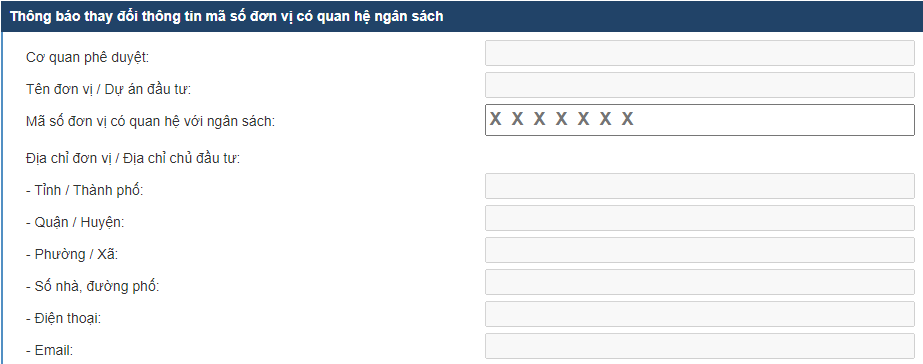 Thông báo thay đổi thông tin mã số đơn vị có quan hệ ngân sách
Cơ quan phê duyệt:
Tên đơn vị / Dự án đầu tư:
Mã số đơn vị có quan hệ với ngân sách: X X X X X X X
Địa chỉ đơn vị / Địa chỉ chủ đầu tư:
- Tỉnh / Thành phố:
- Quận / Huyện:
- Phường / Xã:
- Số nhà, đường phố:
- Điện thoại:
- Email: